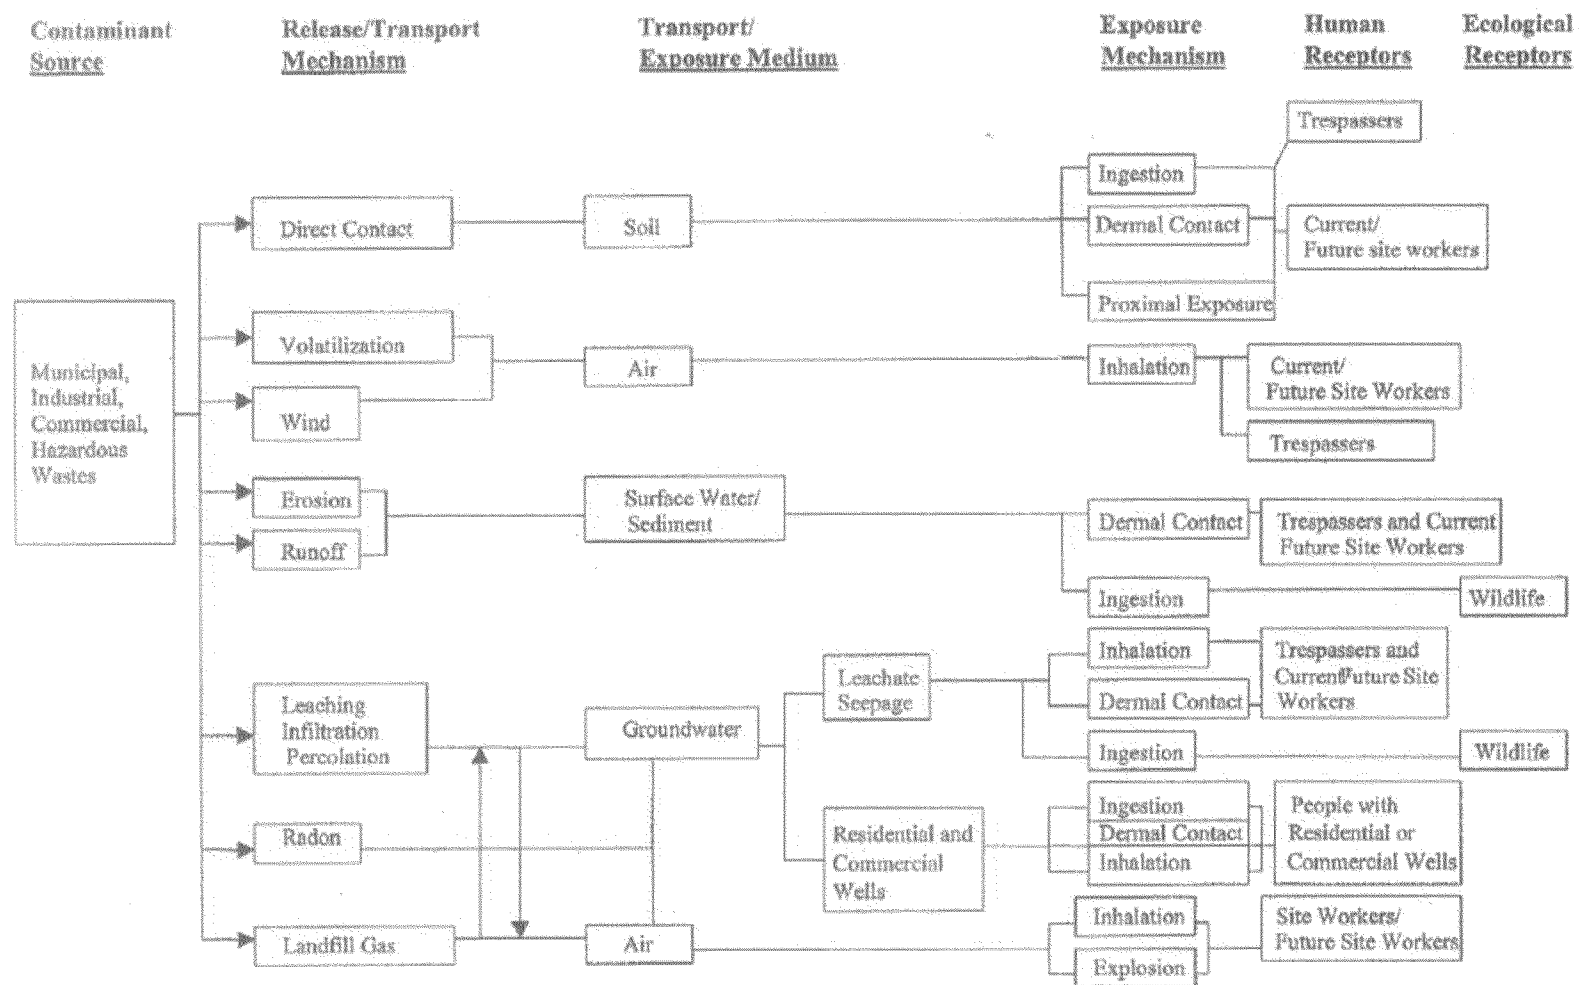 Contaminant
Source
Release/Transport
Mechanism
Transport/
Exposure Medium
Exposure
Mechanism
Human
Receptors
Ecological
Receptors
Trespassers
Ingestion
Direct Contact
Soil
Dermal Contact
Current/
Future site workers
Proximal Exposure
Municipal,
Industrial,
Commercial,
Hazardous
Wastes
Volatilization
Wind
Air
Inhalation
Current/
Future Site Workers
Trespassers
Erosion
Runoff
Surface Water/
Sediment
Dermal Contact
Trespassers and Current
Future Site Workers
Ingestion
Wildlife
Leaching
Infiltration
Percolation
Groundwater
Leachate
Seepage
Inhalation
Dermal Contact
Trespassers and
Current/Future Site
Workers
Ingestion
Wildlife
Radon
Residential and
Commercial
Wells
Ingestion
Dermal Contact
Inhalation
People with
Residential or
Commercial Wells
Landfill Gas
Air
Inhalation
Explosion
Site Workers/
Future Site Workers